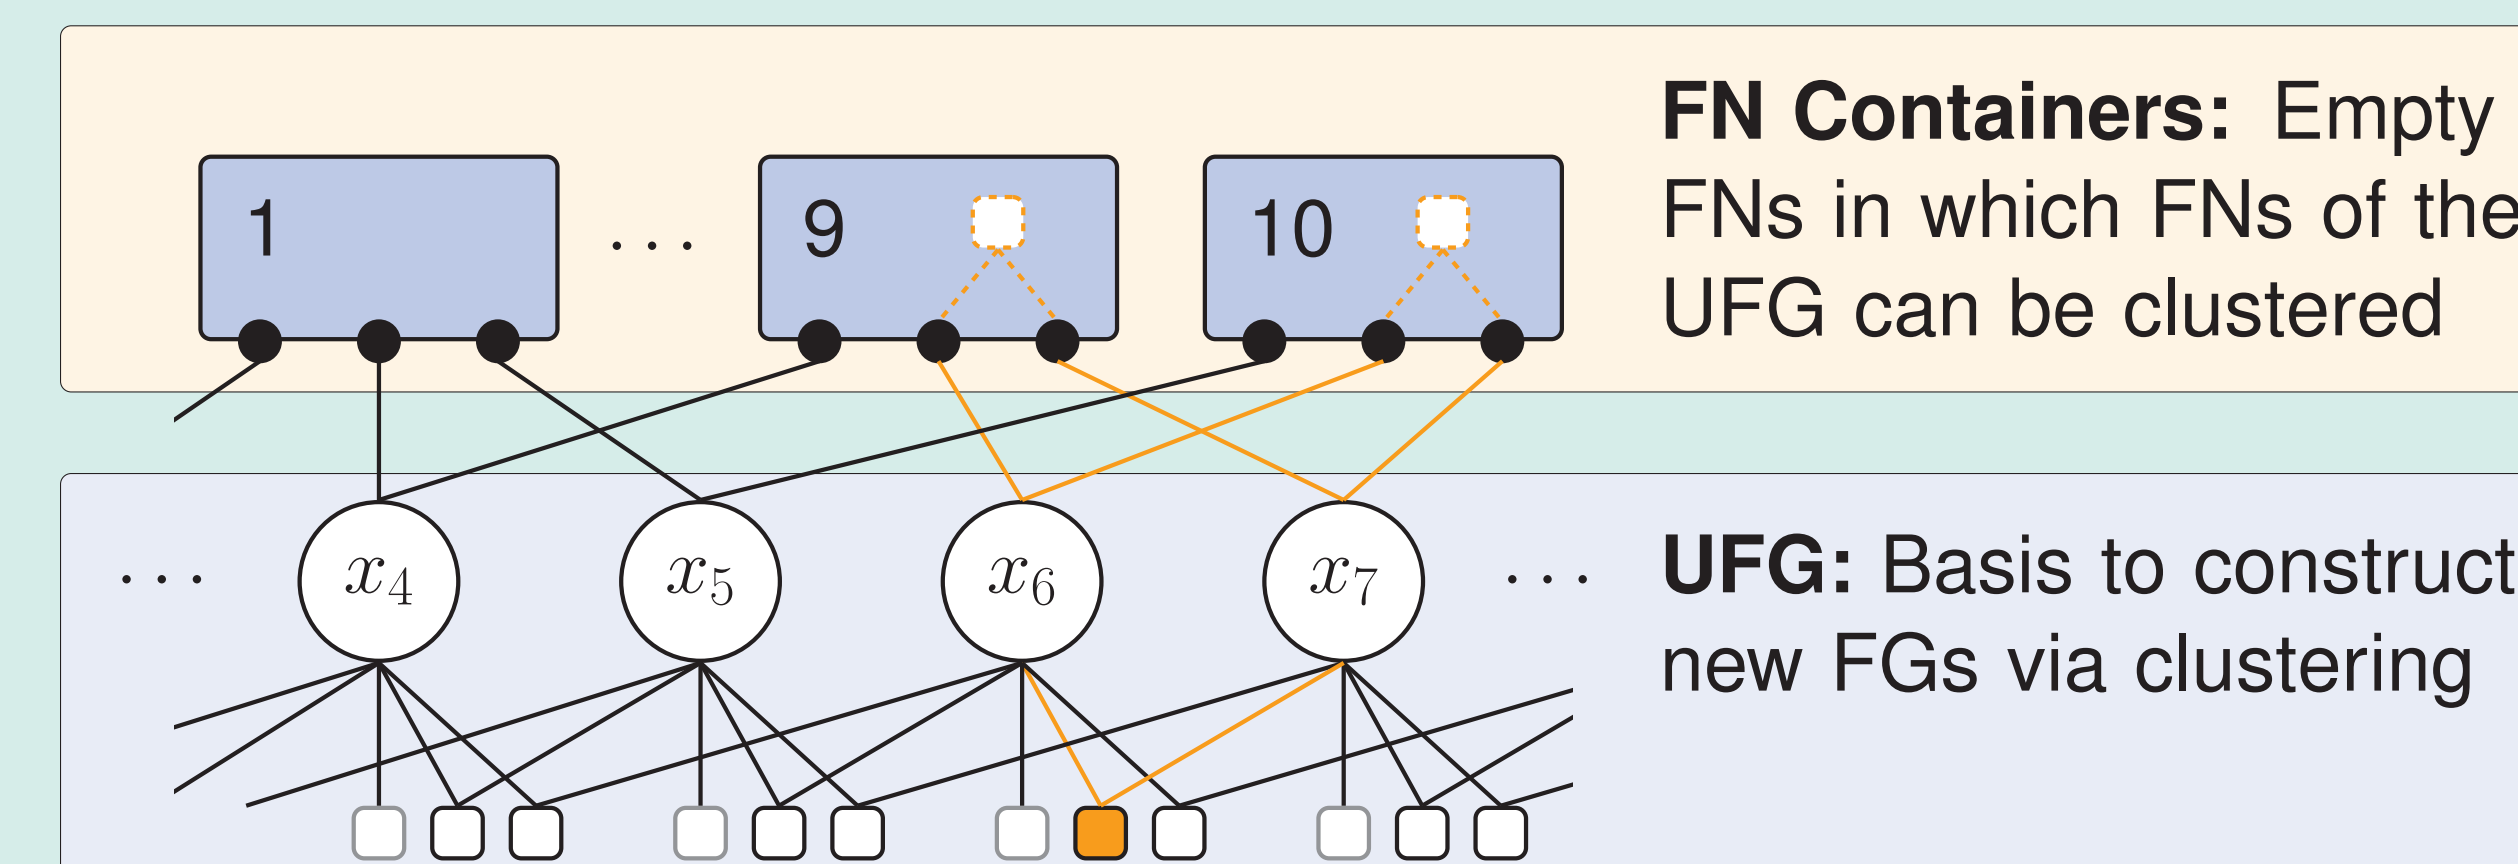 FN Containers: Empty
FNs in which FNs of the
UFG can be clustered
1 ... 9 10
... x4 x5 x6 x7 ...
UFG: Basis to construct
new FGs via clustering